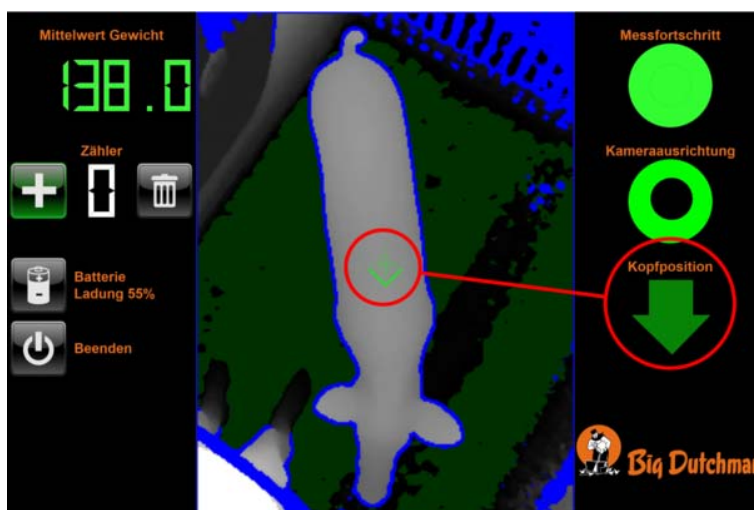 Mittelwert Gewicht
138.0
Zähler
0
Batterie
Ladung 55%
Beenden
Messfortschritt
Kameraausrichtung
Kopfposition
Big Dutchman